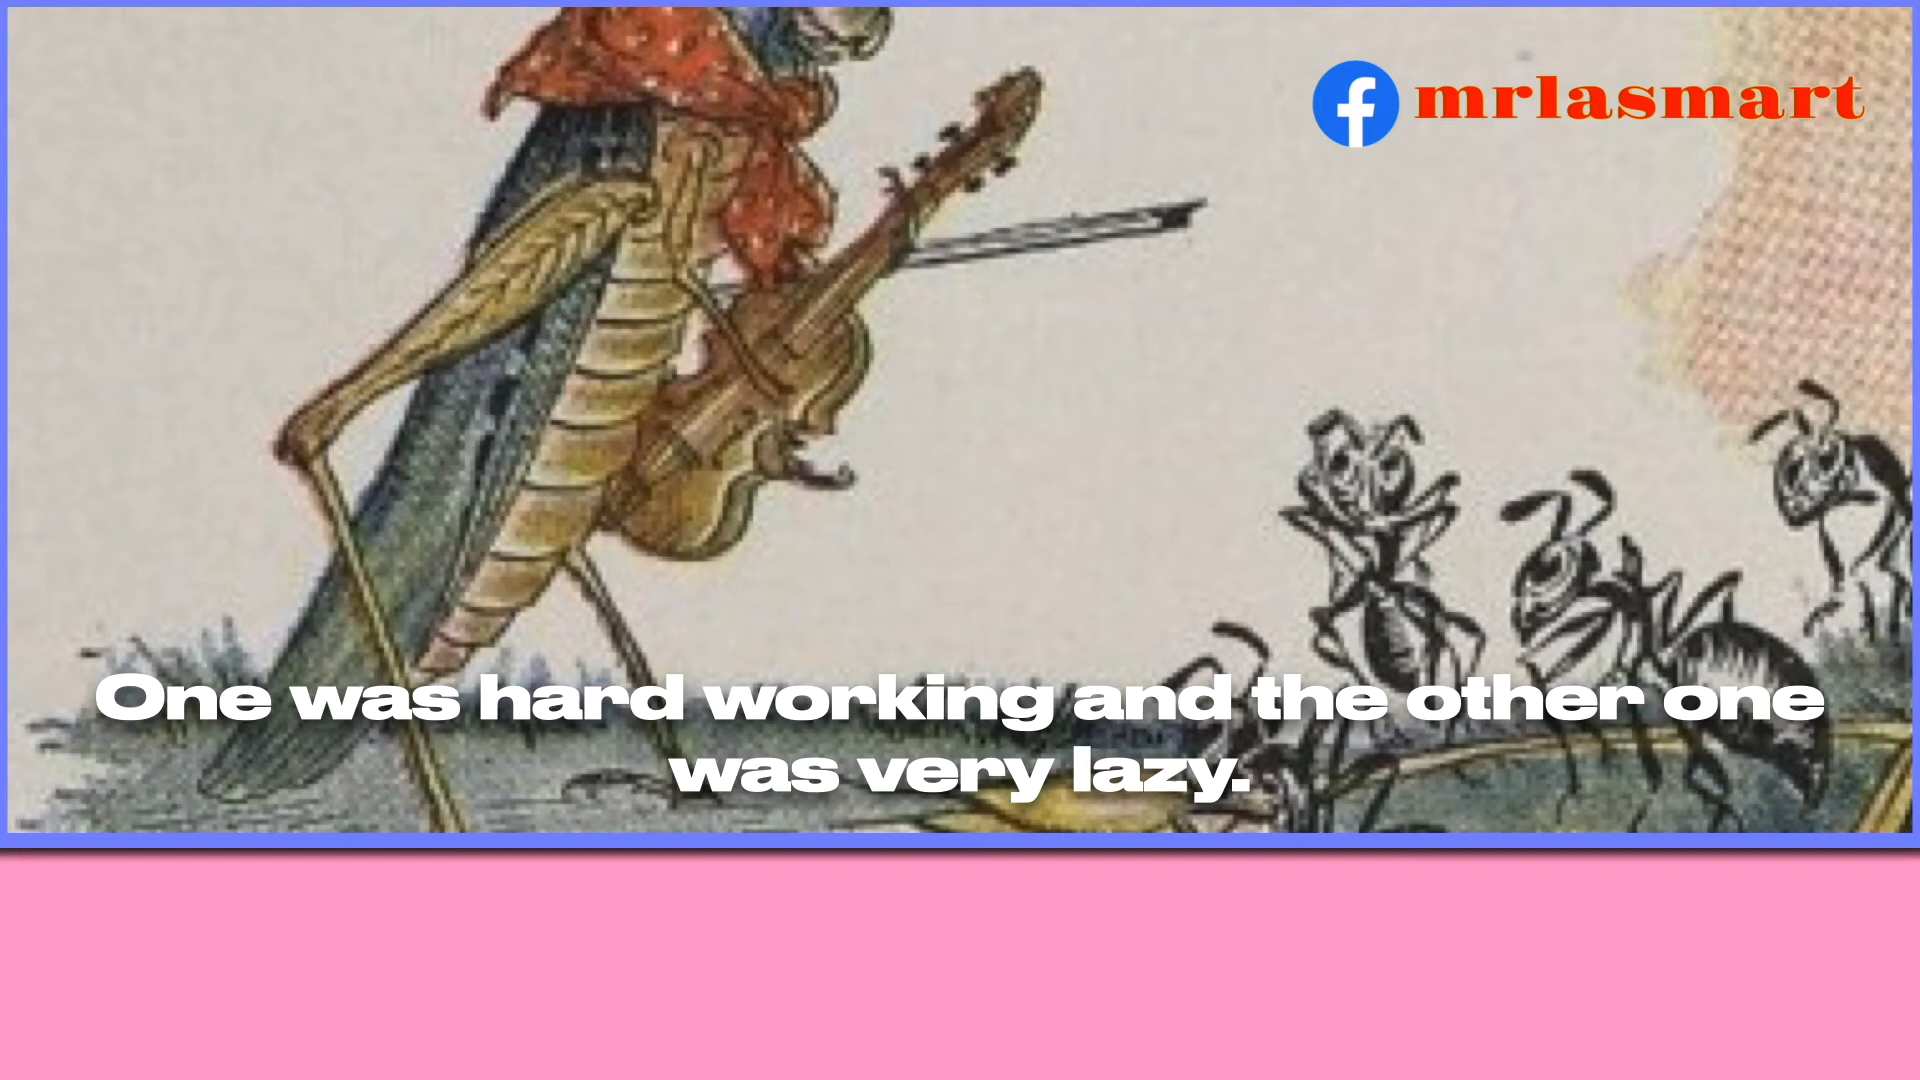 mrlasmart
One was hard working and the other one
was very lazy.